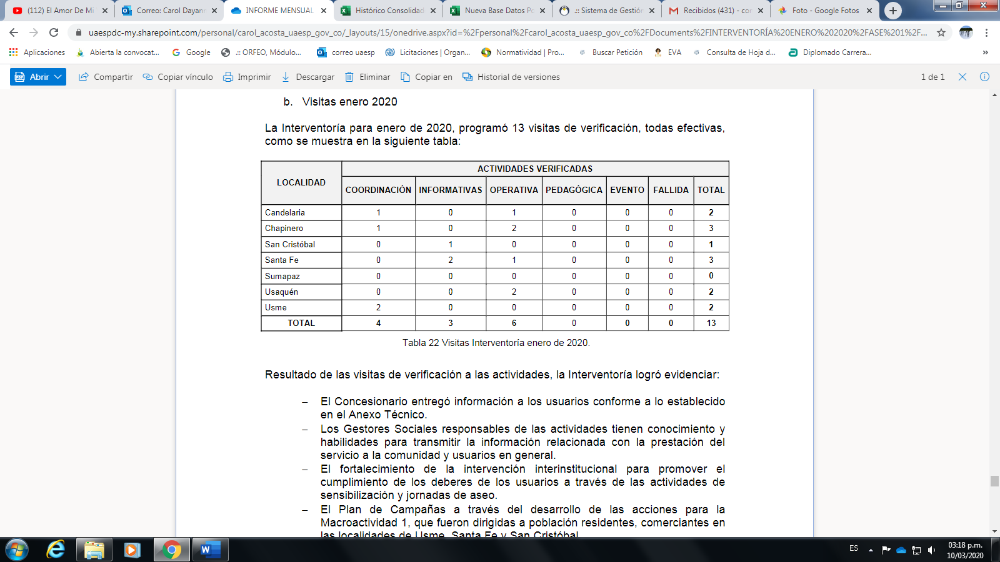 (112) El Amor De Mi
Correo: Carol Dayann
INFORME MENSUAL
Histórico Consolidad
Nueva Base Datos Po
.:: Sistema de Gestión
Recibidos (431) - cor
Foto - Google Fotos
uaespdc-my.sharepoint.com/personal/carol_acosta_uaesp_gov_co/_layouts/15/onedrive.aspx?id=%2Fpersonal%2Fcarol_acosta_uaesp_gov_co%2FDocuments%2FINTERVENTORÍA%20ENERO%202020%2FASE%201%2F...
Aplicaciones
Abierta la convocat...
Google
.:: ORFEO, Módulo...
correo uaesp
Licitaciones | Organ...
Normatividad | Pro...
Buscar Petición
EVA
Consulta de Hoja d...
Diplomado Carrera...
»
Abrir
Compartir
Copiar vínculo
Imprimir
Descargar
Eliminar
Copiar en
Historial de versiones
1 de 1
b. Visitas enero 2020
La Interventoría para enero de 2020, programó 13 visitas de verificación, todas efectivas,
como se muestra en la siguiente tabla:
LOCALIDAD
ACTIVIDADES VERIFICADAS
COORDINACIÓN INFORMATIVAS OPERATIVA PEDAGÓGICA EVENTO FALLIDA TOTAL
Candelaria 1 0 1 0 0 0 2
Chapinero 1 0 2 0 0 0 3
San Cristóbal 0 1 0 0 0 0 1
Santa Fe 0 2 1 0 0 0 3
Sumapaz 0 0 0 0 0 0 0
Usaquén 0 0 2 0 0 0 2
Usme 2 0 0 0 0 0 2
TOTAL 4 3 6 0 0 0 13
Tabla 22 Visitas Interventoría enero de 2020.
Resultado de las visitas de verificación a las actividades, la Interventoría logró evidenciar:
– El Concesionario entregó información a los usuarios conforme a lo establecido
en el Anexo Técnico.
– Los Gestores Sociales responsables de las actividades tienen conocimiento y
habilidades para transmitir la información relacionada con la prestación del
servicio a la comunidad y usuarios en general.
– El fortalecimiento de la intervención interinstitucional para promover el
cumplimiento de los deberes de los usuarios a través de las actividades de
sensibilización y jornadas de aseo.
– El Plan de Campañas a través del desarrollo de las acciones para la
Macroactividad 1, que fueron dirigidas a población residentes, comerciantes en
las localidades de Usme, Santa Fe y San Cristóbal.
ES
03:18 p.m.
10/03/2020